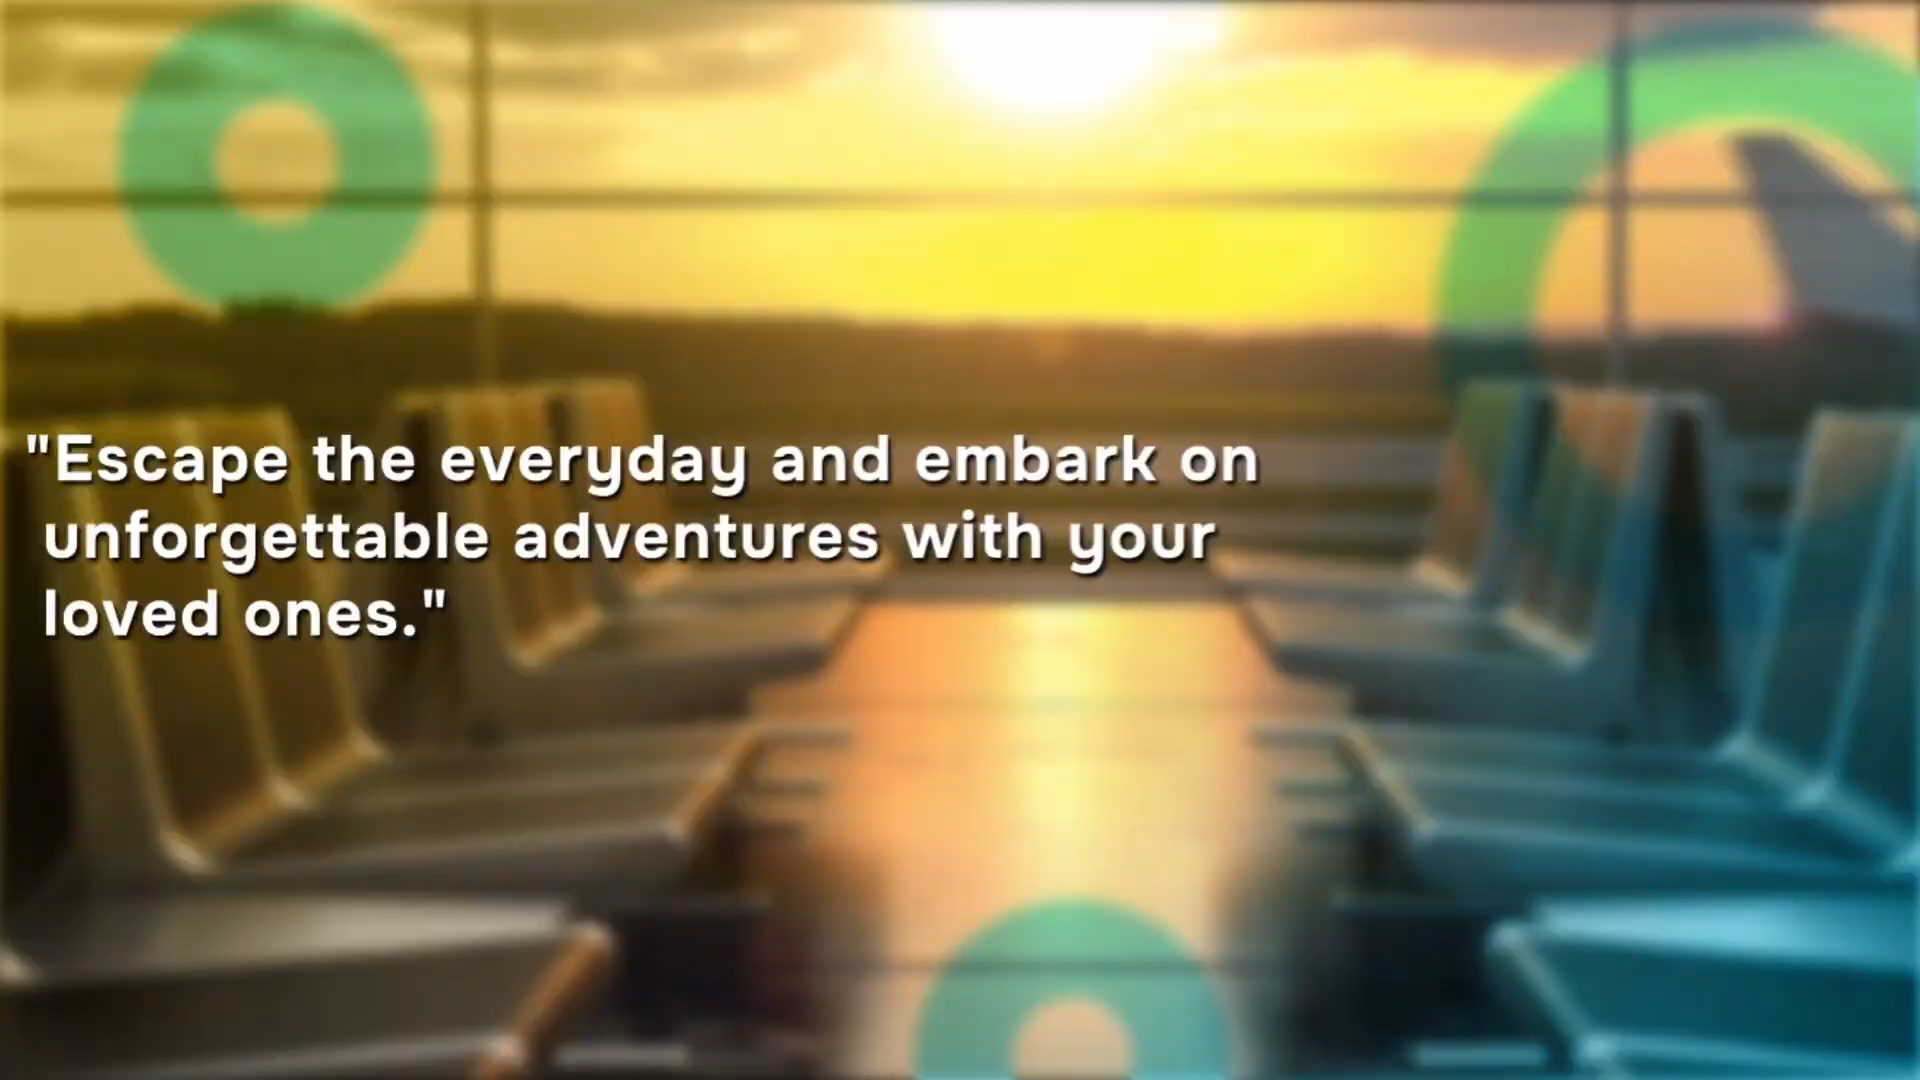 "Escape the everyday and embark on
unforgettable adventures with your
loved ones."